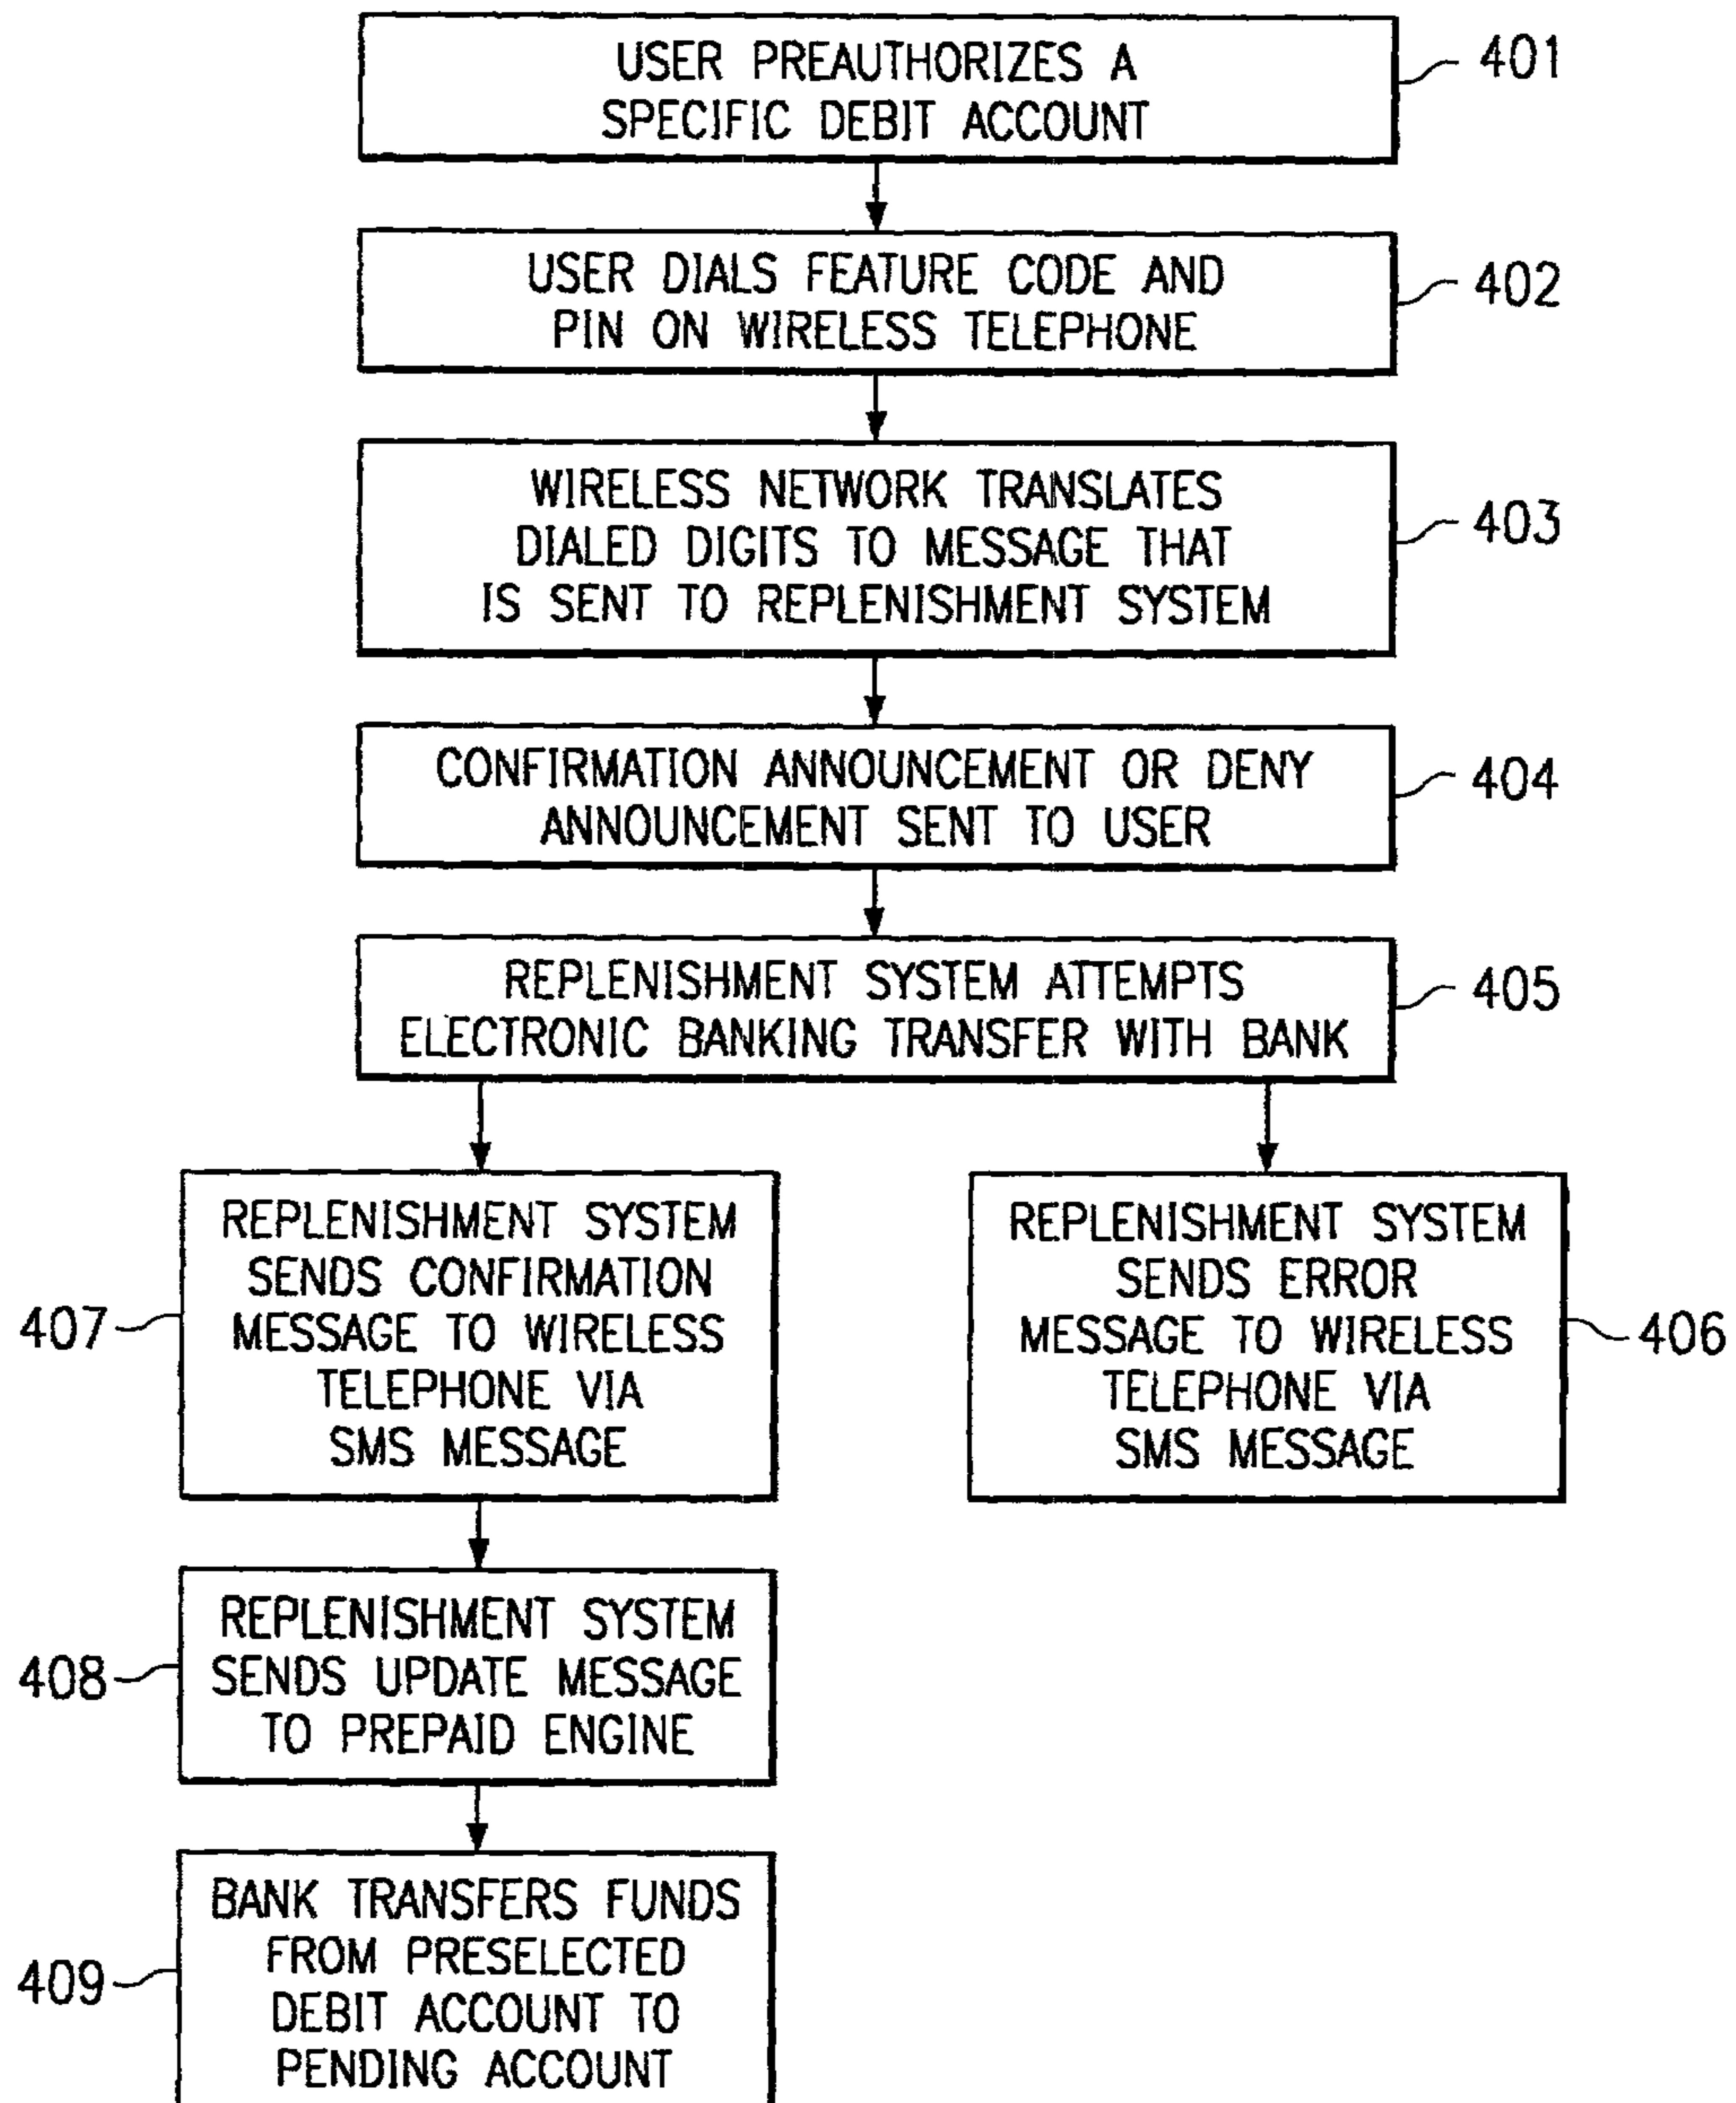 USER PREAUTHORIZES A
SPECIFIC DEBIT ACCOUNT
401
USER DIALS FEATURE CODE AND
PIN ON WIRELESS TELEPHONE
402
WIRELESS NETWORK TRANSLATES
DIALED DIGITS TO MESSAGE THAT
IS SENT TO REPLENISHMENT SYSTEM
403
CONFIRMATION ANNOUNCEMENT OR DENY
ANNOUNCEMENT SENT TO USER
404
REPLENISHMENT SYSTEM ATTEMPTS
ELECTRONIC BANKING TRANSFER WITH BANK
405
407
REPLENISHMENT SYSTEM
SENDS CONFIRMATION
MESSAGE TO WIRELESS
TELEPHONE VIA
SMS MESSAGE
REPLENISHMENT SYSTEM
SENDS ERROR
MESSAGE TO WIRELESS
TELEPHONE VIA
SMS MESSAGE
406
408
REPLENISHMENT SYSTEM
SENDS UPDATE MESSAGE
TO PREPAID ENGINE
409
BANK TRANSFERS FUNDS
FROM PRESELECTED
DEBIT ACCOUNT TO
PENDING ACCOUNT